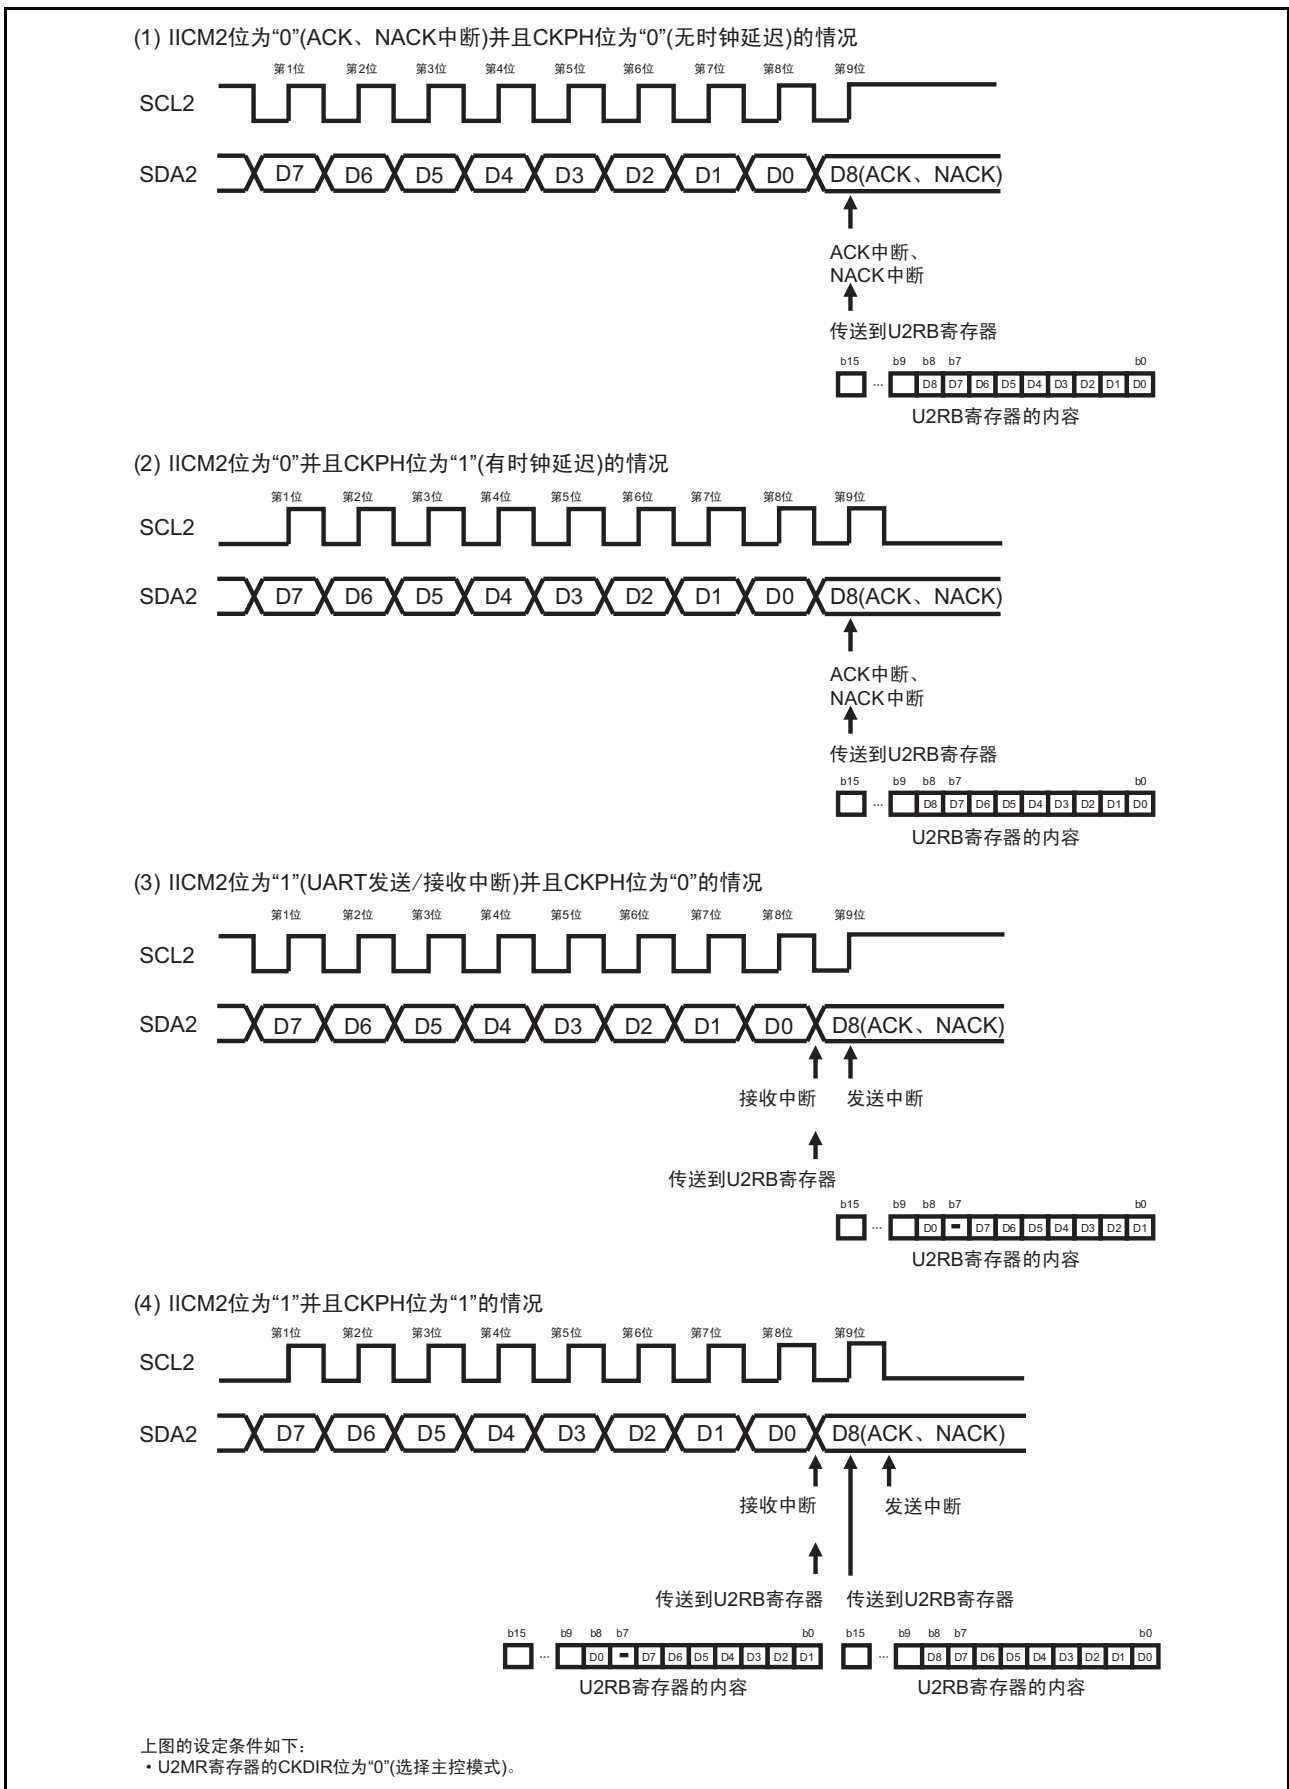 (1) IICM2位为“0”(ACK、NACK中断)并且CKPH位为“0”(无时钟延迟)的情况
第1位 第2位 第3位 第4位 第5位 第6位 第7位 第8位 第9位
SCL2
SDA2 D7 D6 D5 D4 D3 D2 D1 D0 D8(ACK、NACK)
ACK中断、
NACK中断
传送到U2RB寄存器
b15 b9 b8 b7 b0
... D8 D7 D6 D5 D4 D3 D2 D1 D0
U2RB寄存器的内容
(2) IICM2位为“0”并且CKPH位为“1”(有时钟延迟)的情况
第1位 第2位 第3位 第4位 第5位 第6位 第7位 第8位 第9位
SCL2
SDA2 D7 D6 D5 D4 D3 D2 D1 D0 D8(ACK、NACK)
ACK中断、
NACK中断
传送到U2RB寄存器
b15 b9 b8 b7 b0
... D8 D7 D6 D5 D4 D3 D2 D1 D0
U2RB寄存器的内容
(3) IICM2位为“1”(UART发送/接收中断)并且CKPH位为“0”的情况
第1位 第2位 第3位 第4位 第5位 第6位 第7位 第8位 第9位
SCL2
SDA2 D7 D6 D5 D4 D3 D2 D1 D0 D8(ACK、NACK)
接收中断 发送中断
传送到U2RB寄存器
b15 b9 b8 b7 b0
... D0 - D7 D6 D5 D4 D3 D2 D1
U2RB寄存器的内容
(4) IICM2位为“1”并且CKPH位为“1”的情况
第1位 第2位 第3位 第4位 第5位 第6位 第7位 第8位 第9位
SCL2
SDA2 D7 D6 D5 D4 D3 D2 D1 D0 D8(ACK、NACK)
接收中断 发送中断
传送到U2RB寄存器 传送到U2RB寄存器
b15 b9 b8 b7 b0 b15 b9 b8 b7 b0
... D0 - D7 D6 D5 D4 D3 D2 D1 ... D8 D7 D6 D5 D4 D3 D2 D1 D0
U2RB寄存器的内容 U2RB寄存器的内容
上图的设定条件如下:
・U2MR寄存器的CKDIR位为“0”(选择主控模式)。